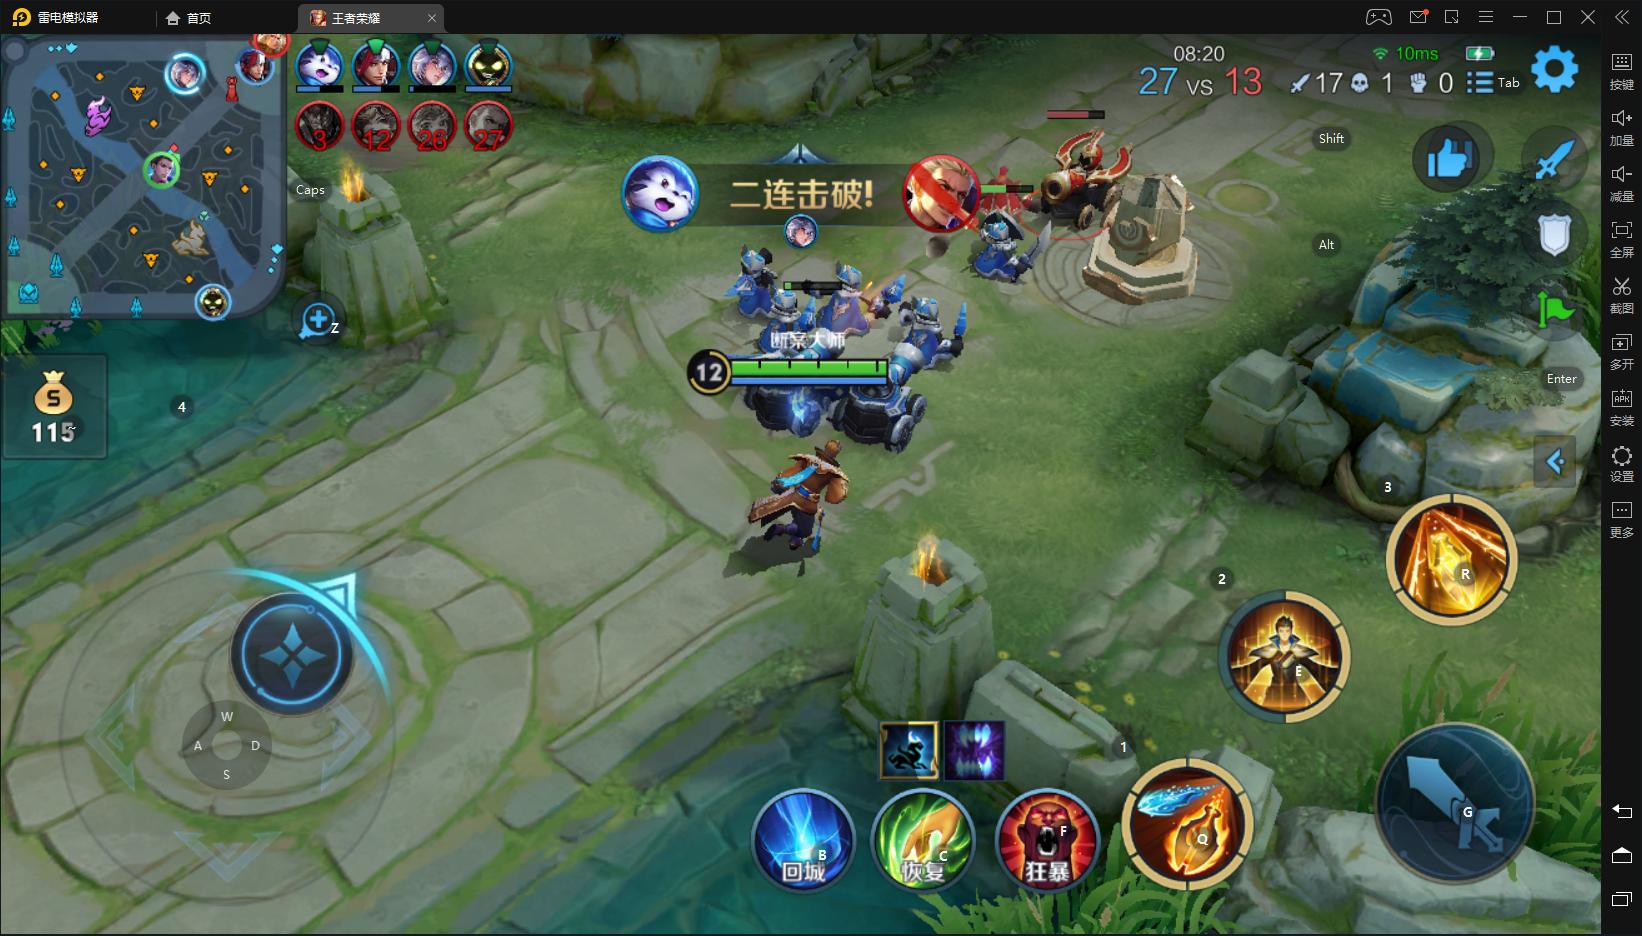 雷电模拟器
首页
王者荣耀
08:20
10ms
27 vs 13
17 1 0 Tab
按键
加量
减量
全屏
截图
多开
安装
设置
更多
3 12 26 27
Caps
Shift
Alt
Enter
二连击破!
Z
断案大师
12
115
4
3
R
2
E
W
A D
S
1
Q
G
B
回城
C
恢复
F
狂暴